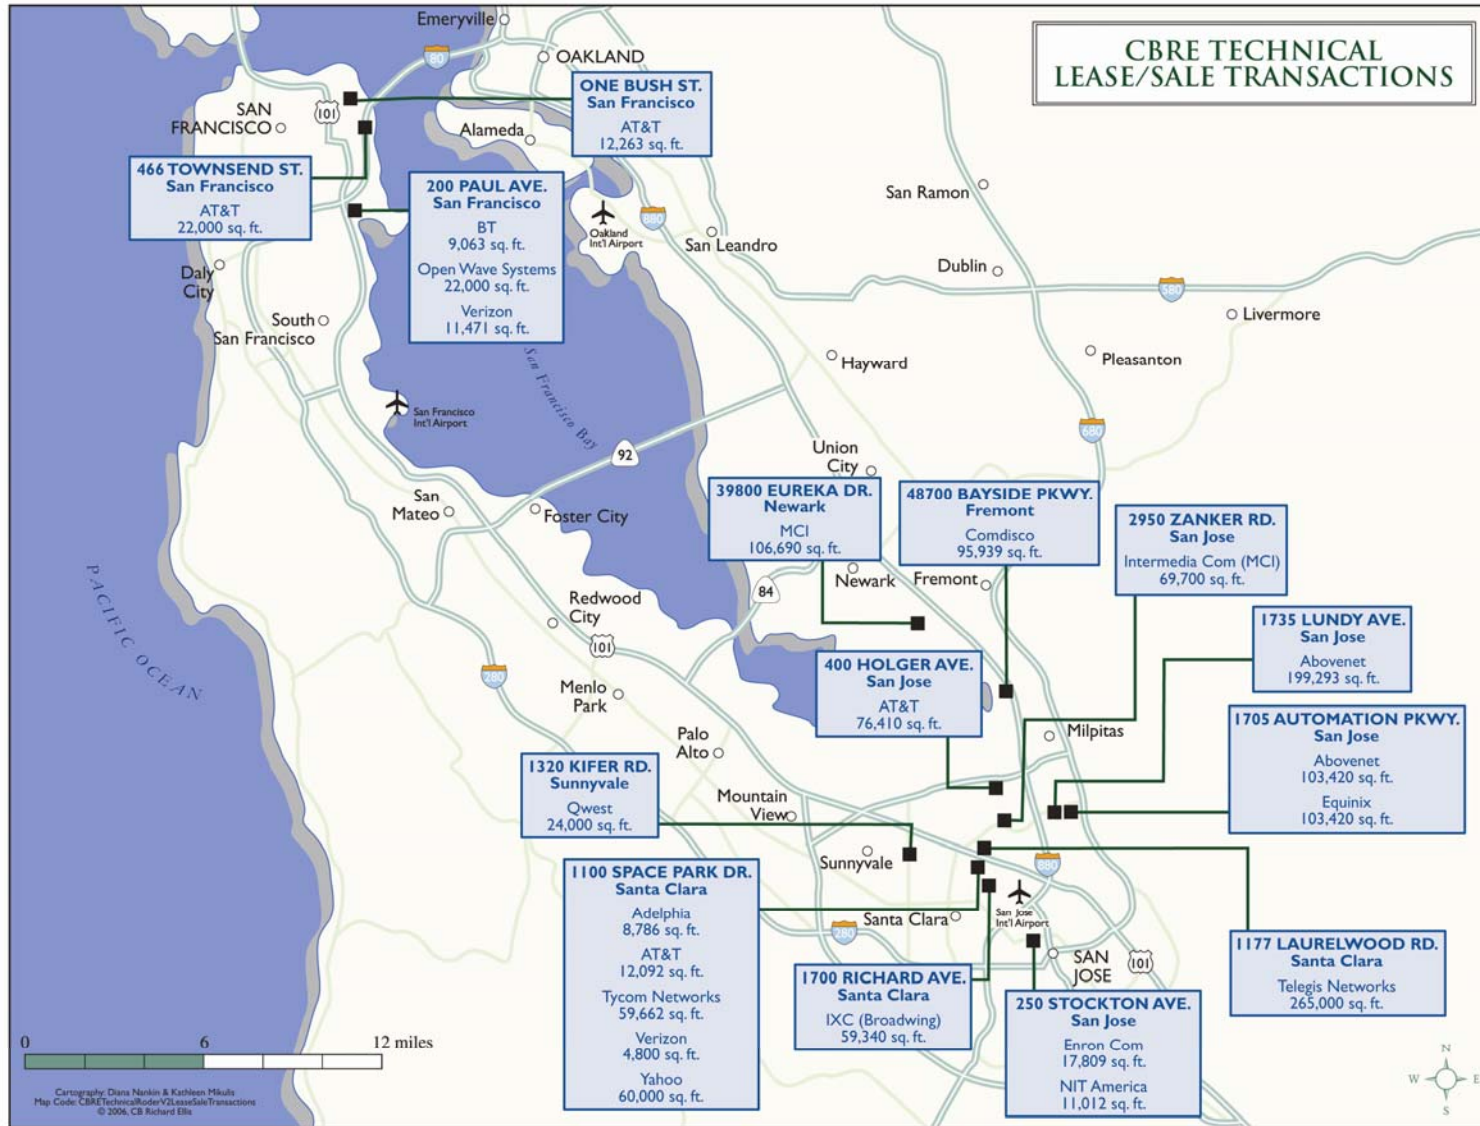 CBRE TECHNICAL
LEASE/SALE TRANSACTIONS
Emeryville
80
OAKLAND
ONE BUSH ST.
San Francisco
AT&T
12,263 sq. ft.
SAN
FRANCISCO
101
Alameda
466 TOWNSEND ST.
San Francisco
AT&T
22,000 sq. ft.
200 PAUL AVE.
San Francisco
BT
9,063 sq. ft.
Open Wave Systems
22,000 sq. ft.
Verizon
11,471 sq. ft.
880
Oakland
Int'l Airport
San Leandro
San Ramon
Dublin
580
Livermore
Daly
City
South
San Francisco
San Francisco Bay
Hayward
Pleasanton
San Francisco
Int'l Airport
680
92
Union
City
San
Mateo
Foster City
39800 EUREKA DR.
Newark
MCI
106,690 sq. ft.
48700 BAYSIDE PKWY.
Fremont
Comdisco
95,939 sq. ft.
2950 ZANKER RD.
San Jose
Intermedia Com (MCI)
69,700 sq. ft.
PACIFIC OCEAN
Newark
Fremont
84
Redwood
City
101
280
Menlo
Park
1735 LUNDY AVE.
San Jose
Abovenet
199,293 sq. ft.
400 HOLGER AVE.
San Jose
AT&T
76,410 sq. ft.
1705 AUTOMATION PKWY.
San Jose
Abovenet
103,420 sq. ft.
Equinix
103,420 sq. ft.
Palo
Alto
Milpitas
1320 KIFER RD.
Sunnyvale
Qwest
24,000 sq. ft.
Mountain
View
Sunnyvale
880
1100 SPACE PARK DR.
Santa Clara
Adelphia
8,786 sq. ft.
AT&T
12,092 sq. ft.
Tycom Networks
59,662 sq. ft.
Verizon
4,800 sq. ft.
Yahoo
60,000 sq. ft.
San Jose
Int'l Airport
Santa Clara
280
SAN
JOSE
101
1177 LAURELWOOD RD.
Santa Clara
Telegis Networks
265,000 sq. ft.
1700 RICHARD AVE.
Santa Clara
IXC (Broadwing)
59,340 sq. ft.
250 STOCKTON AVE.
San Jose
Enron Com
17,809 sq. ft.
NIT America
11,012 sq. ft.
0 6 12 miles
Cartography: Diana Nankin & Kathleen Mikulis
Map Code: CBRETechnicalRoderV2LeaseSaleTransactions
© 2006, CB Richard Ellis
N
W E
S